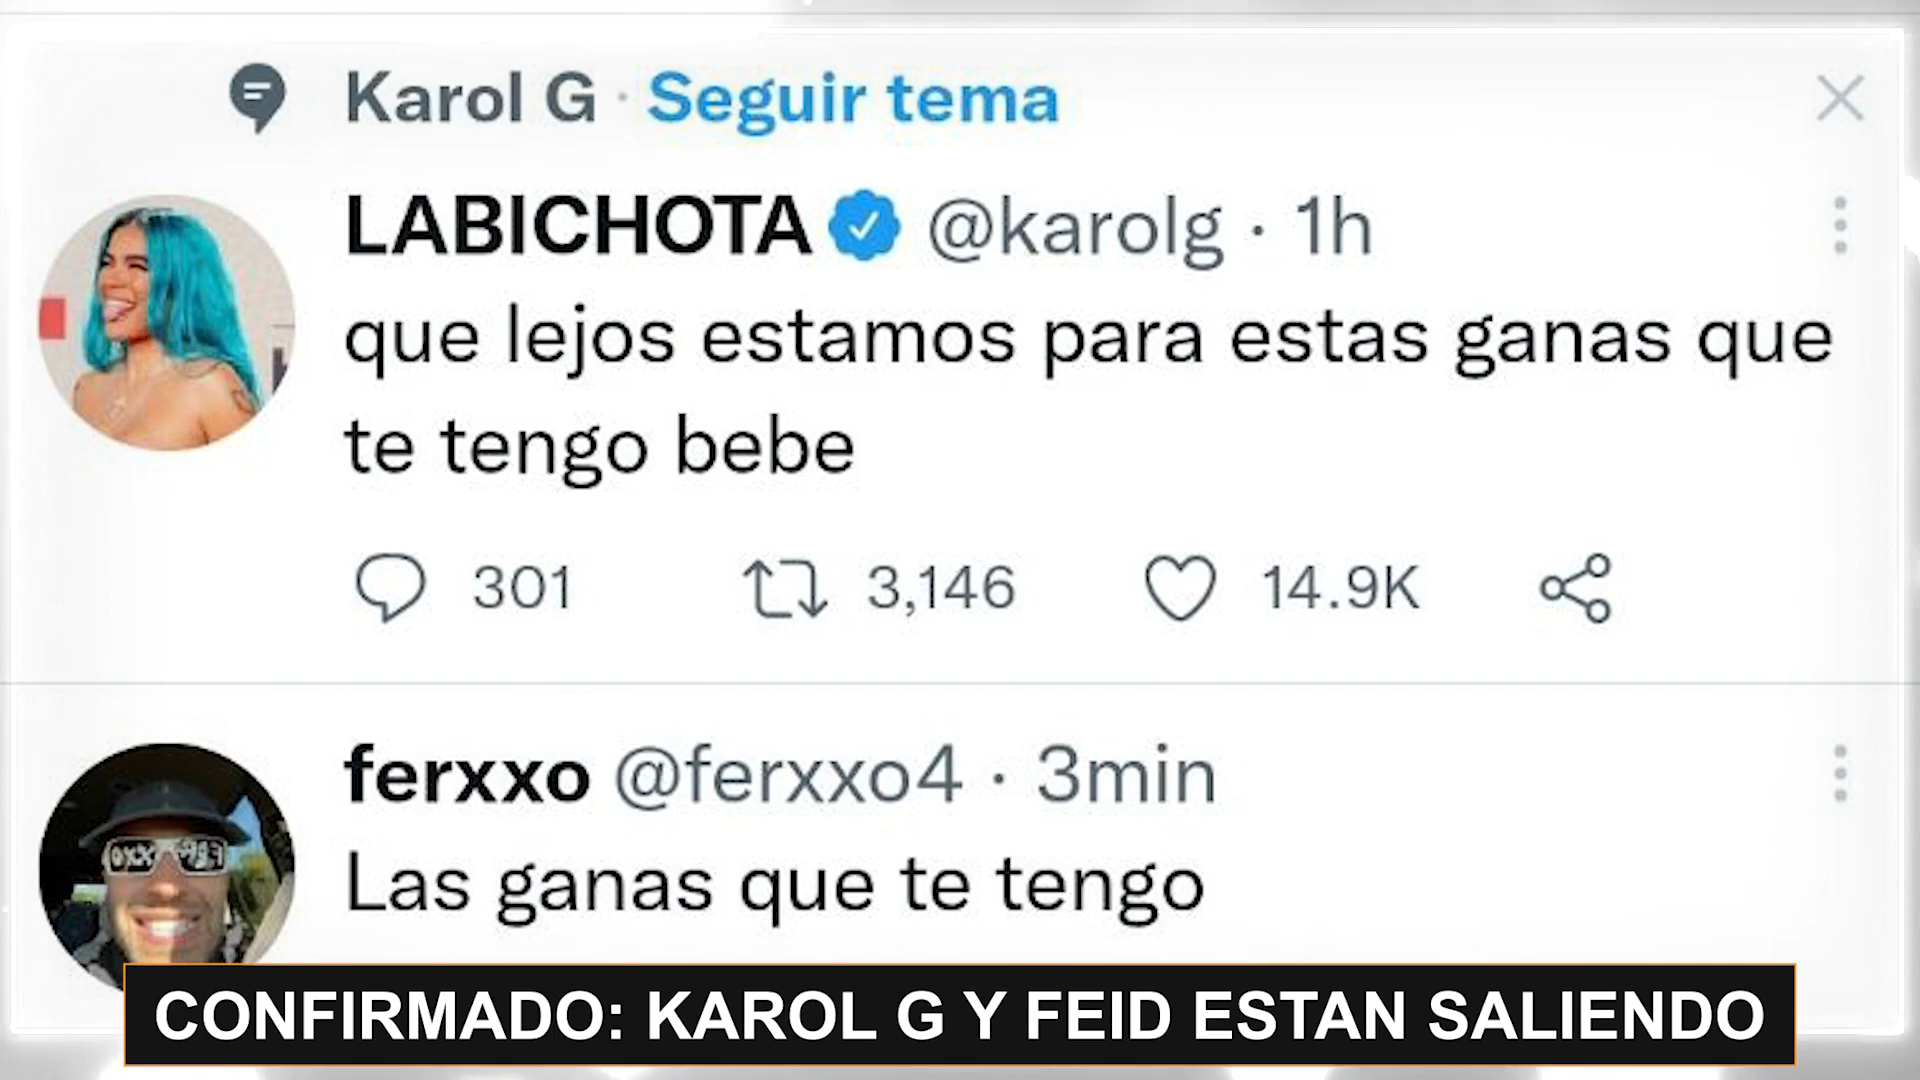 Karol G · Seguir tema
LABICHOTA @karolg · 1h
que lejos estamos para estas ganas que
te tengo bebe
301 3,146 14.9K
ferxxo @ferxxo4 · 3min
Las ganas que te tengo
CONFIRMADO: KAROL G Y FEID ESTAN SALIENDO